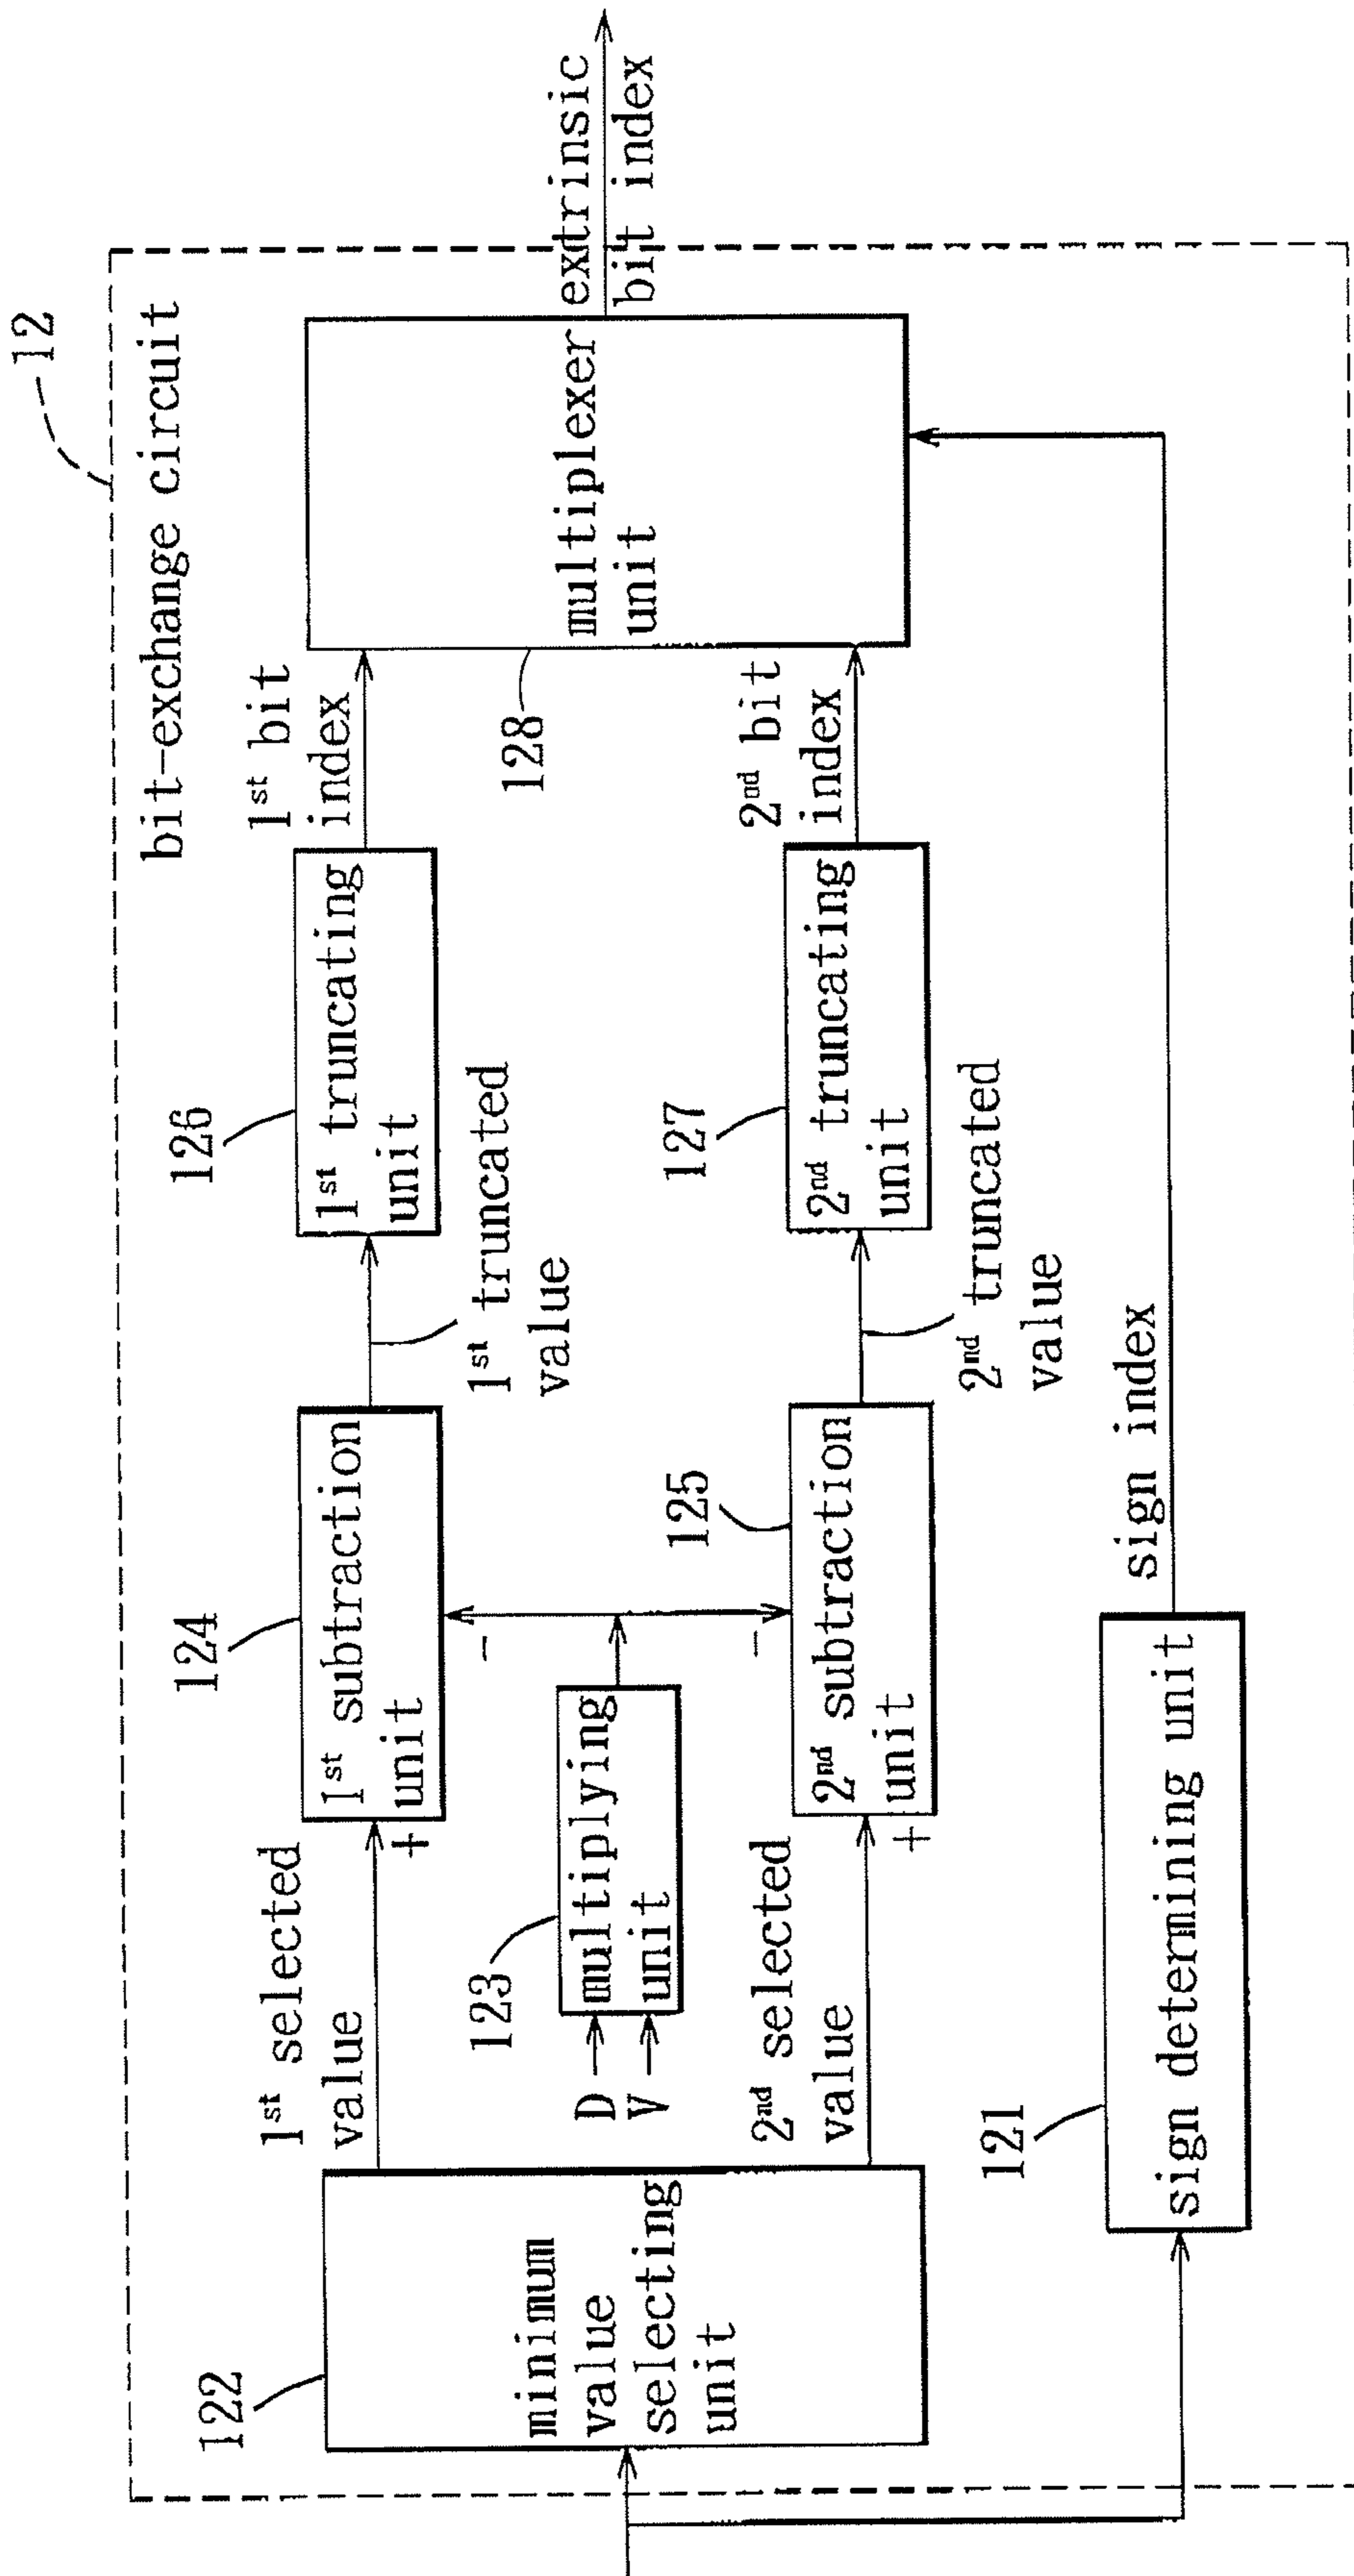 12
bit-exchange circuit
122
minimum
value
selecting
unit
1st selected
value
+
124
1st subtraction
unit
-
1st truncated
value
126
1st truncating
unit
1st bit
index
D
V
123
multiplying
unit
2nd selected
value
+
125
2nd subtraction
unit
-
2nd truncated
value
127
2nd truncating
unit
2nd bit
index
128
multiplexer
unit
extrinsic
bit index
121
sign determining unit
sign index